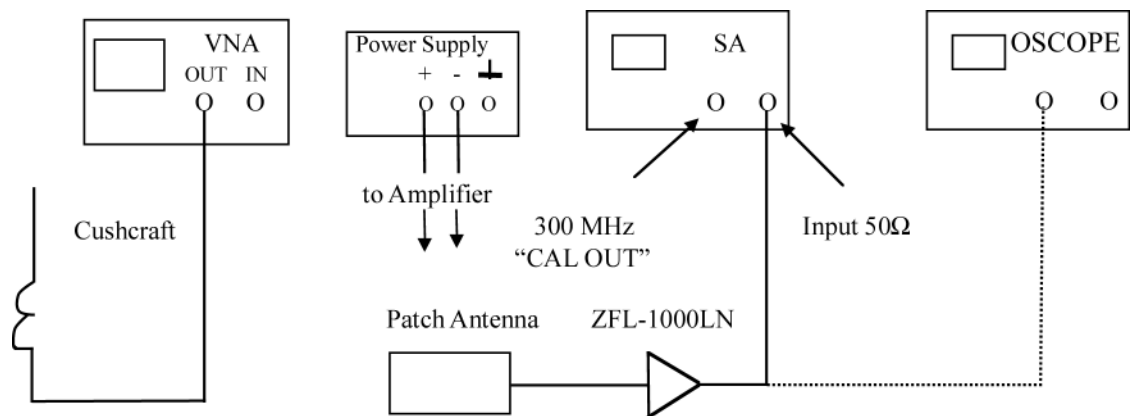 VNA
OUT IN
O O
Power Supply
+ -
O O O
SA
O O
OSCOPE
O O
to Amplifier
Cushcraft
300 MHz
“CAL OUT”
Input 50Ω
Patch Antenna
ZFL-1000LN